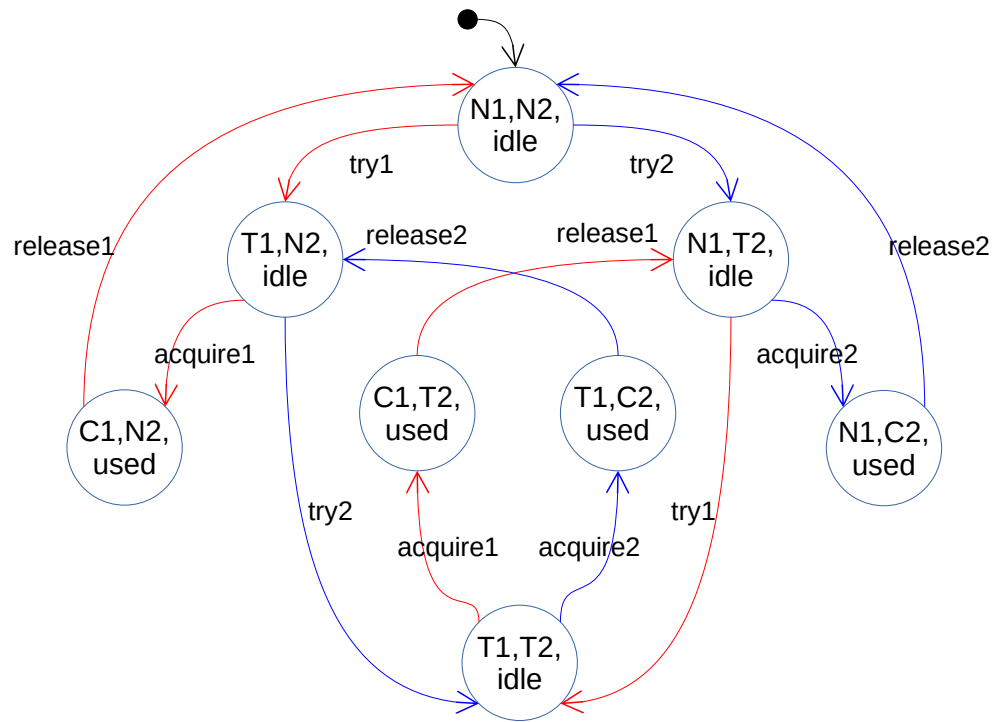 N1,N2,
idle
try1
try2
release1
T1,N2,
idle
release2
release1
N1,T2,
idle
release2
acquire1
acquire2
C1,N2,
used
C1,T2,
used
T1,C2,
used
N1,C2,
used
try2
try1
acquire1
acquire2
T1,T2,
idle